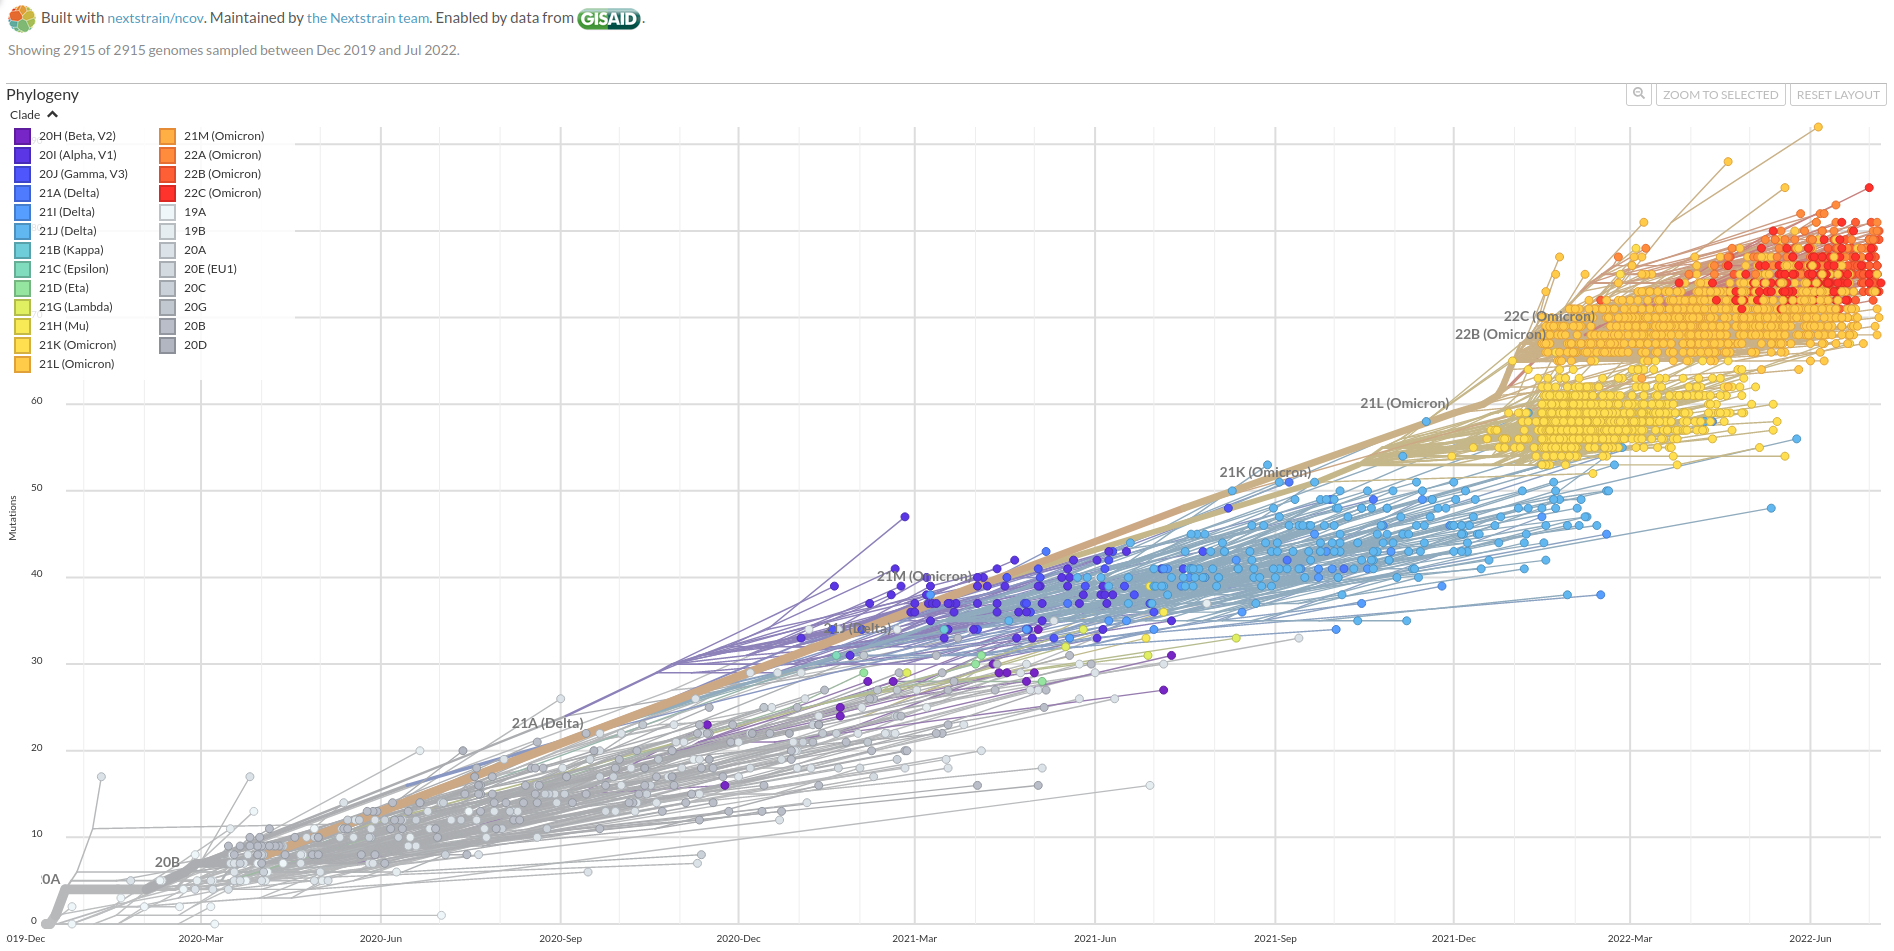 Built with nextstrain/ncov. Maintained by the Nextstrain team. Enabled by data from GISAID.
Showing 2915 of 2915 genomes sampled between Dec 2019 and Jul 2022.
Phylogeny
ZOOM TO SELECTED
RESET LAYOUT
Clade
20H (Beta, V2)
20I (Alpha, V1)
20J (Gamma, V3)
21A (Delta)
21I (Delta)
21J (Delta)
21B (Kappa)
21C (Epsilon)
21D (Eta)
21G (Lambda)
21H (Mu)
21K (Omicron)
21L (Omicron)
21M (Omicron)
22A (Omicron)
22B (Omicron)
22C (Omicron)
19A
19B
20A
20E (EU1)
20C
20G
20B
20D
22C (Omicron)
22B (Omicron)
21L (Omicron)
21K (Omicron)
21M (Omicron)
21J (Delta)
21A (Delta)
20B
0A
60
50
40
30
20
10
0
Mutations
019-Dec
2020-Mar
2020-Jun
2020-Sep
2020-Dec
2021-Mar
2021-Jun
2021-Sep
2021-Dec
2022-Mar
2022-Jun